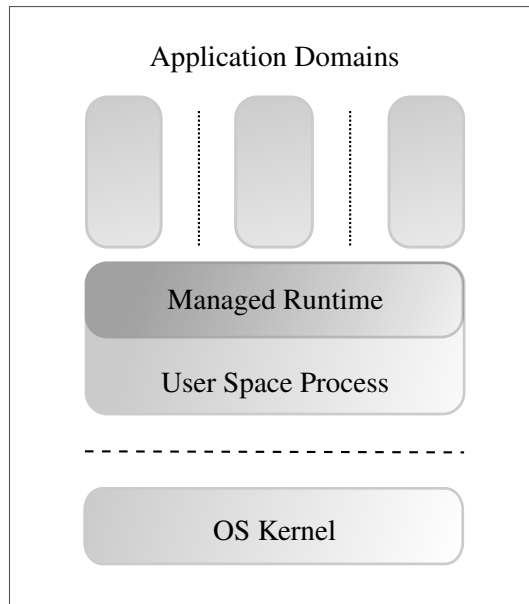 Application Domains
Managed Runtime
User Space Process
OS Kernel